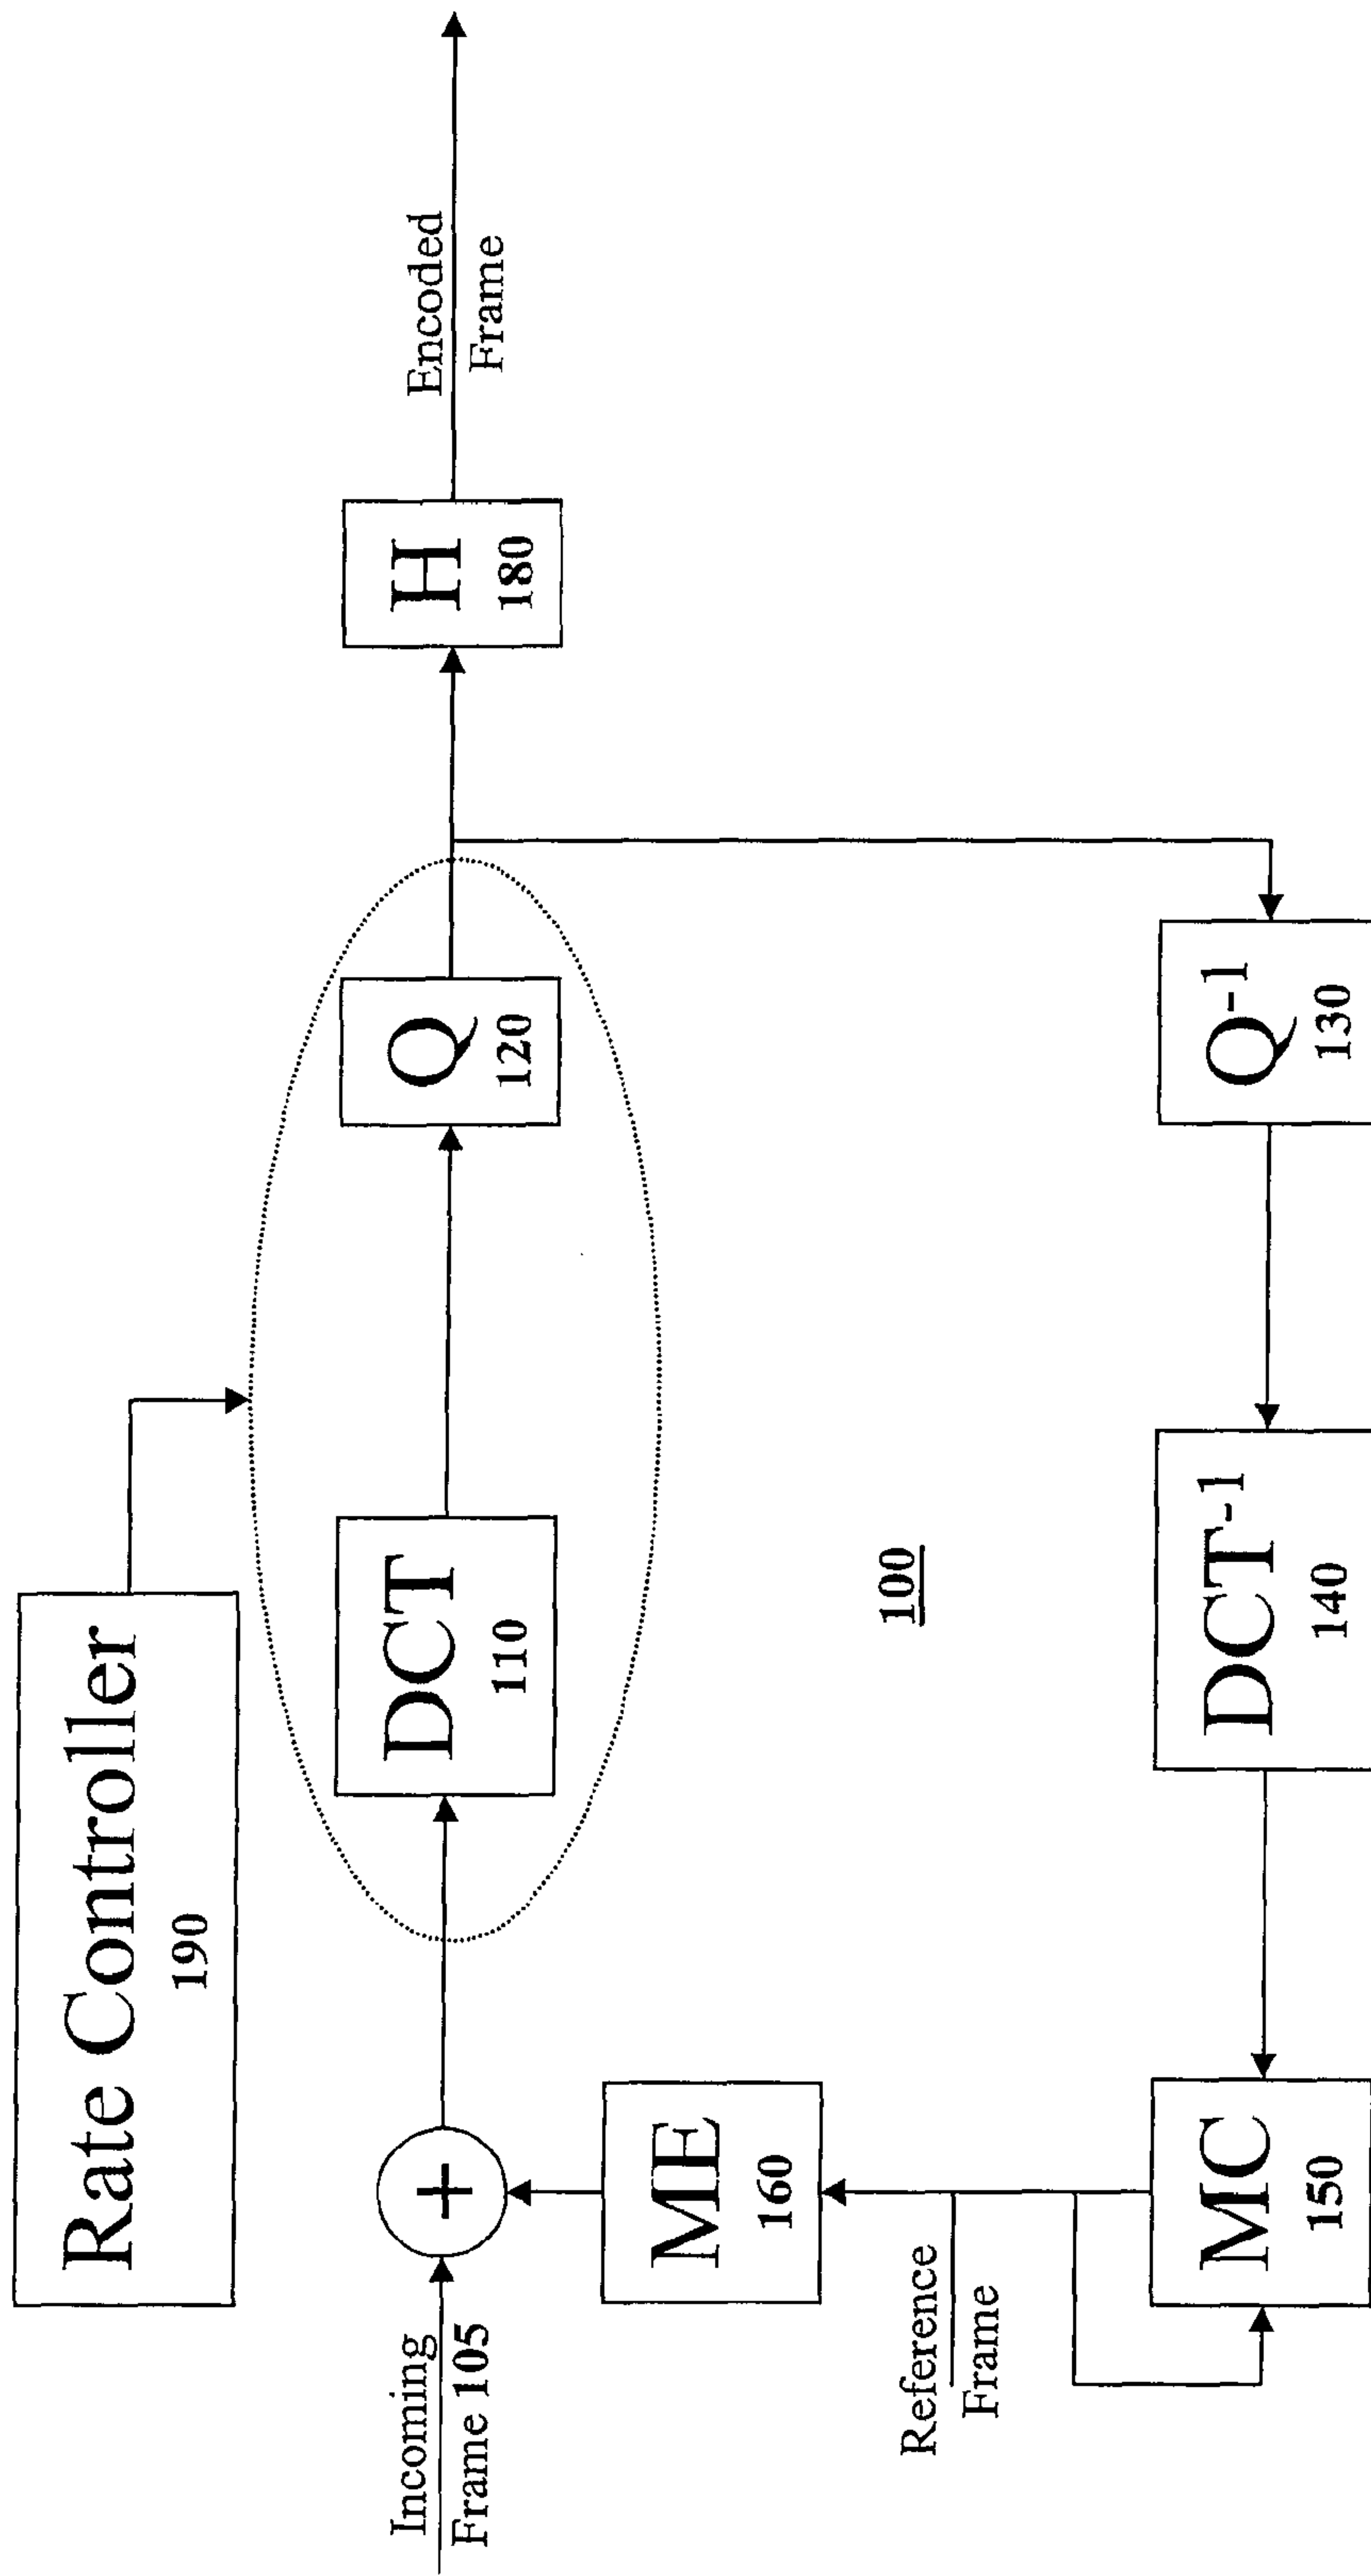 Rate Controller
190
Incoming
Frame 105
DCT
110
Q
120
H
180
Encoded
Frame
ME
160
100
Reference
Frame
MC
150
DCT-1
140
Q-1
130